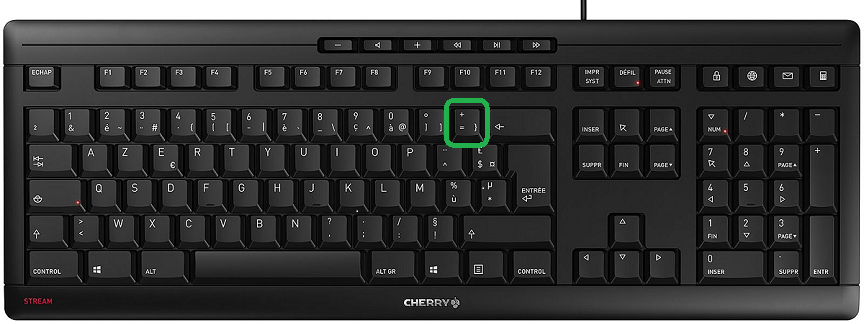 ECHAP F1 F2 F3 F4 F5 F6 F7 F8 F9 F10 F11 F12 IMPR SYST DÉFIL PAUSE ATTN
² 1 & 2 é ~ 3 " # 4 ' { 5 ( [ 6 - | 7 è ` 8 _ \ 9 ç ^ 0 à @ ° ) ] + = } INSER PAGE NUM / * -
A Z E € R T Y U I O P ¨ ^ £ $ ¤ SUPPR FIN PAGE 7 8 9 PAGE +
Q S D F G H J K L M % ù µ * ENTRÉE 4 5 6
> < W X C V B N ? , . ; / : § ! 1 FIN 2 3 PAGE
CONTROL ALT ALT GR CONTROL 0 INSER . SUPPR ENTR
STREAM CHERRY